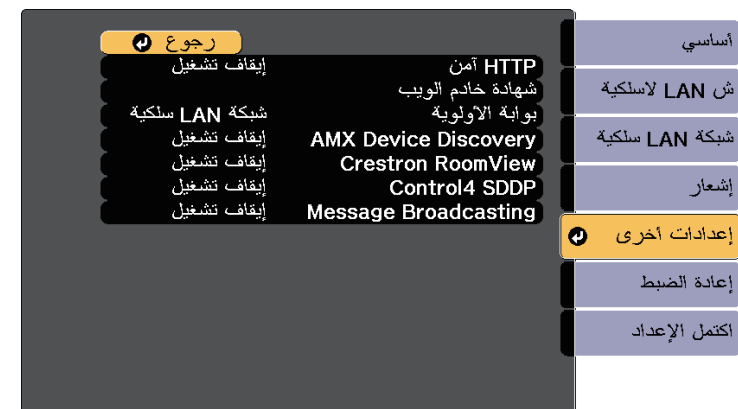 أساسي
ش LAN لاسلكية
شبكة LAN سلكية
إشعار
إعدادات أخرى
إعادة الضبط
اكتمل الإعداد
رجوع
HTTP آمن إيقاف تشغيل
شهادة خادم الويب
بوابة الأولوية شبكة LAN سلكية
AMX Device Discovery إيقاف تشغيل
Crestron RoomView إيقاف تشغيل
Control4 SDDP إيقاف تشغيل
Message Broadcasting إيقاف تشغيل